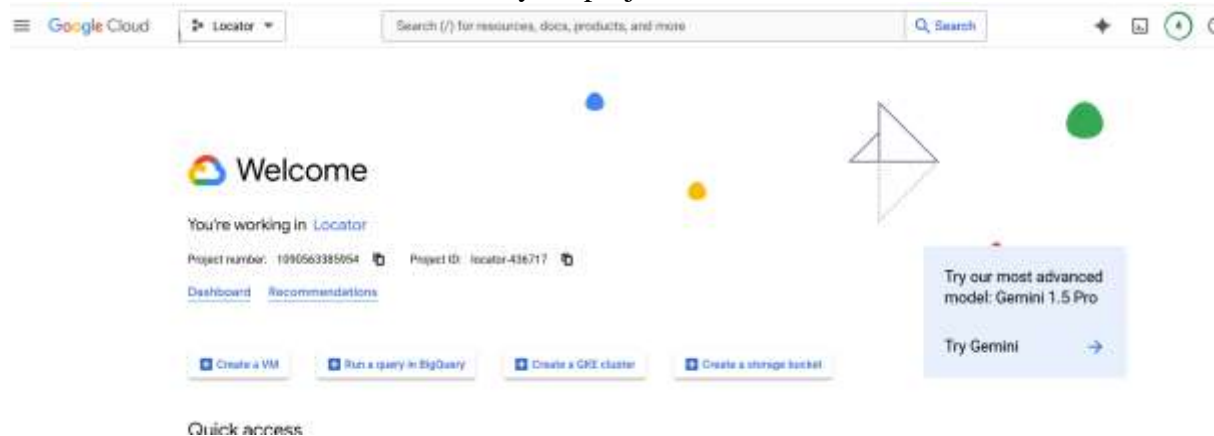 Google Cloud
Locator
Search (/) for resources, docs, products, and more
Search
Welcome
You're working in Locator
Project number: 1090563385954 Project ID: locator-436717
Dashboard Recommendations
Try our most advanced
model: Gemini 1.5 Pro
Try Gemini
Create a VM
Run a query in BigQuery
Create a GKE cluster
Create a storage bucket
Quick access